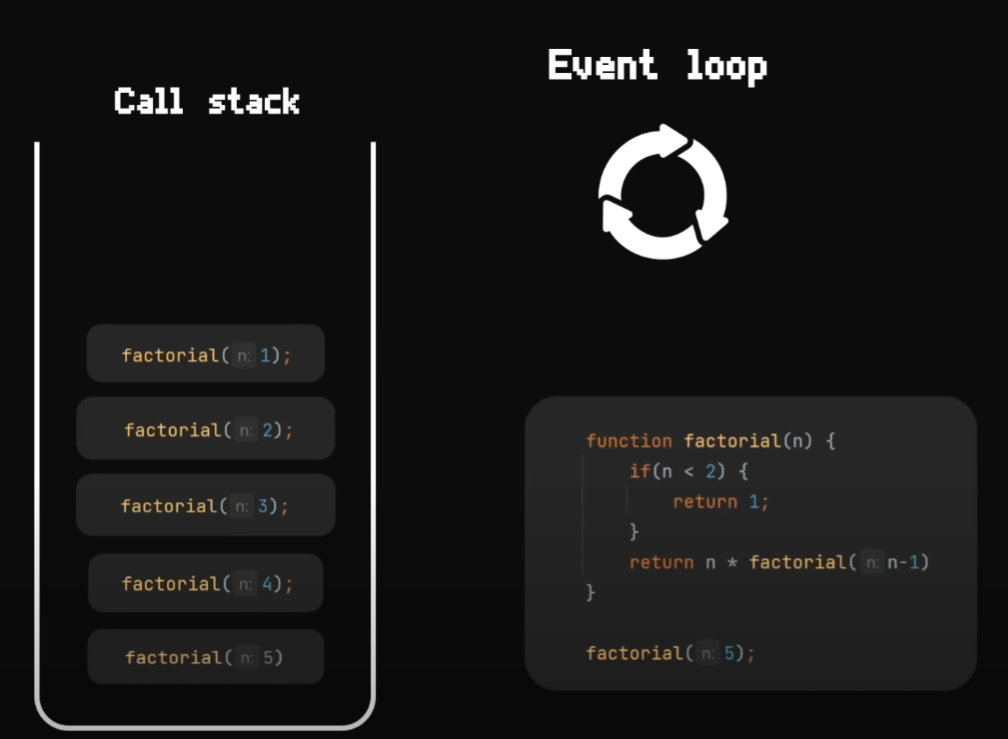 Call stack
factorial( n: 1);
factorial( n: 2);
factorial( n: 3);
factorial( n: 4);
factorial( n: 5)
Event loop
function factorial(n) {
    if(n < 2) {
        return 1;
    }
    return n * factorial( n: n-1)
}
factorial( n: 5);